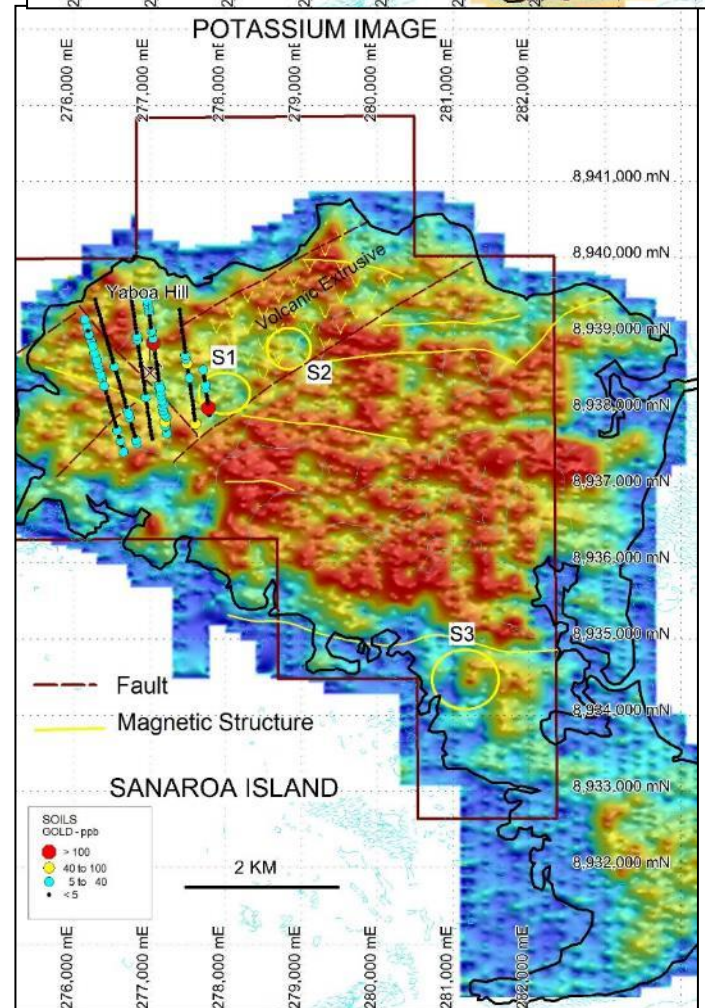 POTASSIUM IMAGE
276,000 mE
277,000 mE
278,000 mE
279,000 mE
280,000 mE
281,000 mE
282,000 mE
8,941,000 mN
8,940,000 mN
Yaboa Hill
Volcanic Extrusive
8,939,000 mN
S1
S2
8,938,000 mN
8,937,000 mN
8,936,000 mN
8,935,000 mN
S3
Fault
8,934,000 mN
Magnetic Structure
SANAROA ISLAND
8,933,000 mN
SOILS
GOLD - ppb
> 100
40 to 100
5 to 40
< 5
2 KM
8,932,000 mN
276,000 mE
277,000 mE
278,000 mE
279,000 mE
280,000 mE
281,000 mE
282,000 mE